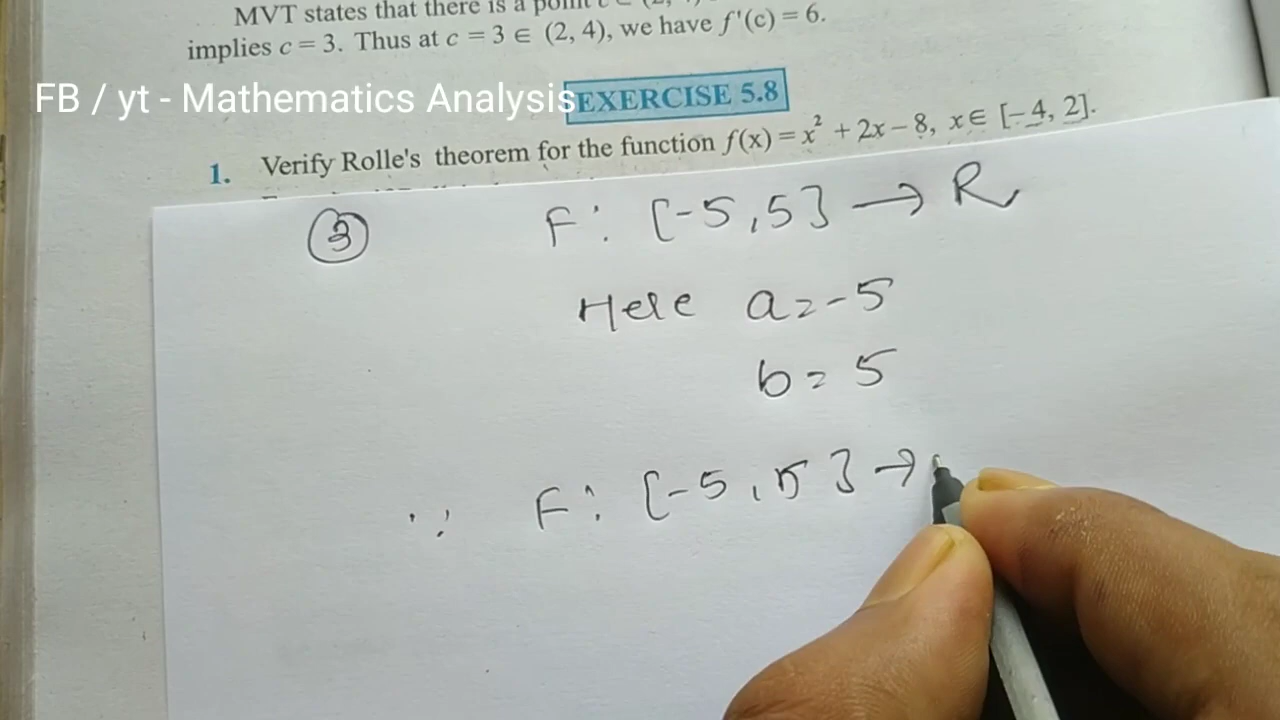 MVT states that there is a point c ∈ (2, 4)
implies c = 3. Thus at c = 3 ∈ (2, 4), we have f'(c) = 6.
FB / yt - Mathematics Analysis
EXERCISE 5.8
1. Verify Rolle's theorem for the function f(x) = x² + 2x – 8, x ∈ [– 4, 2].
③ F: [-5,5] → R
Here a = -5
b = 5
∵ F: [-5,5] →